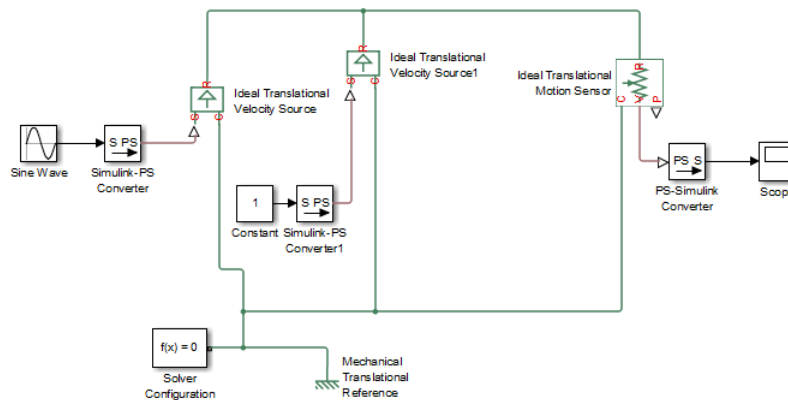 R
Ideal Translational
Velocity Source1
S
C
R
Ideal Translational
Velocity Source
S
C
Ideal Translational
Motion Sensor
R
C
V
P
Sine Wave
S PS
Simulink-PS
Converter
1
Constant
S PS
Simulink-PS
Converter1
PS S
PS-Simulink
Converter
Scop
f(x) = 0
Solver
Configuration
Mechanical
Translational
Reference